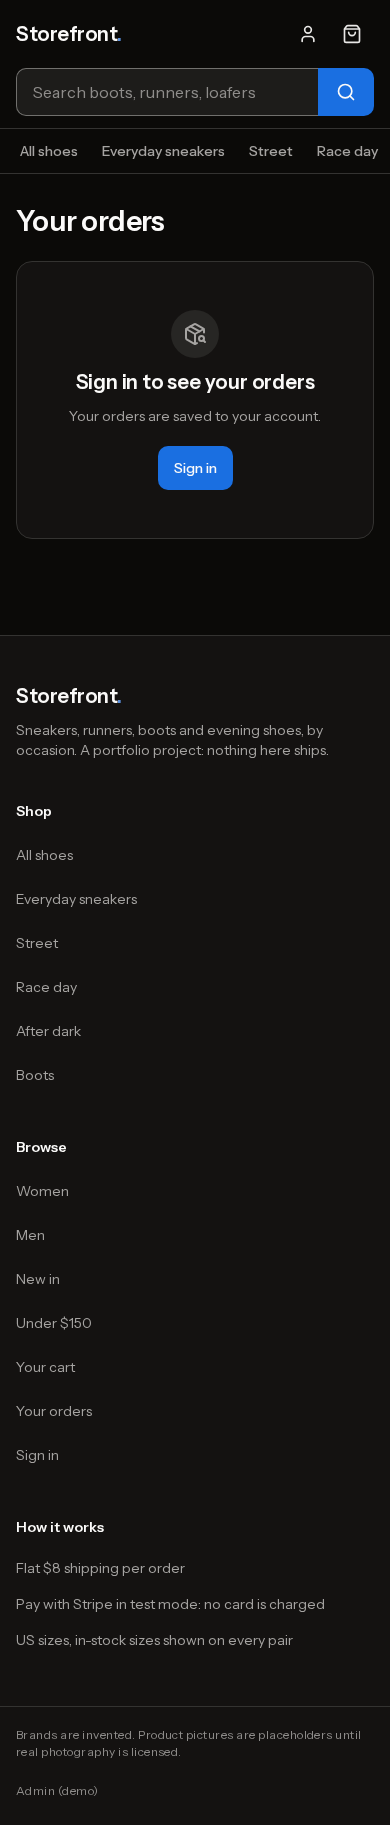 Storefront.
Search boots, runners, loafers
All shoes Everyday sneakers Street Race day
Your orders
Sign in to see your orders
Your orders are saved to your account.
Sign in
Storefront.
Sneakers, runners, boots and evening shoes, by
occasion. A portfolio project: nothing here ships.
Shop
All shoes
Everyday sneakers
Street
Race day
After dark
Boots
Browse
Women
Men
New in
Under $150
Your cart
Your orders
Sign in
How it works
Flat $8 shipping per order
Pay with Stripe in test mode: no card is charged
US sizes, in-stock sizes shown on every pair
Brands are invented. Product pictures are placeholders until
real photography is licensed.
Admin (demo)